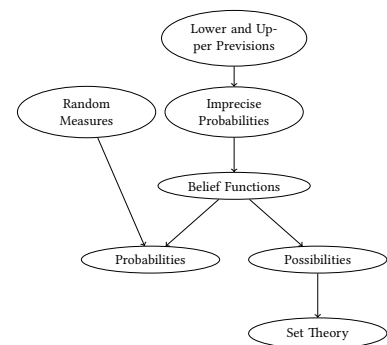 Lower and Up-
per Previsions
Random
Measures
Imprecise
Probabilities
Belief Functions
Probabilities
Possibilities
Set Theory